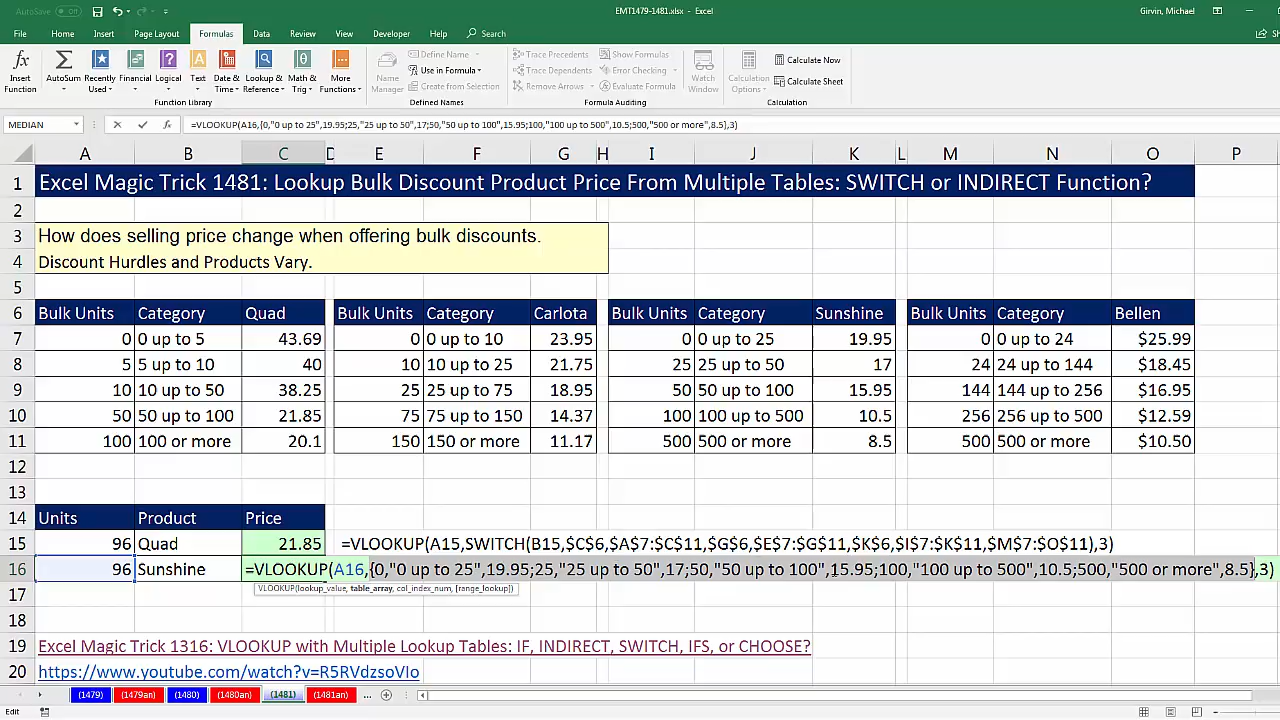 AutoSave Off EMT1479-1481.xlsx - Excel Girvin, Michael
File Home Insert Page Layout Formulas Data Review View Developer Help Search
Insert Function AutoSum Recently Used Financial Logical Text Date & Time Lookup & Reference Math & Trig More Functions
Name Manager Define Name Use in Formula Create from Selection
Trace Precedents Remove Arrows Trace Dependents Show Formulas Error Checking Evaluate Formula Watch Window
Calculation Options Calculate Now Calculate Sheet
Function Library Defined Names Formula Auditing Calculation
MEDIAN fx =VLOOKUP(A16,{0,"0 up to 25",19.95;25,"25 up to 50",17;50,"50 up to 100",15.95;100,"100 up to 500",10.5;500,"500 or more",8.5},3)
A B C D E F G H I J K L M N O P
1 Excel Magic Trick 1481: Lookup Bulk Discount Product Price From Multiple Tables: SWITCH or INDIRECT Function?
2
3 How does selling price change when offering bulk discounts.
4 Discount Hurdles and Products Vary.
5
6 Bulk Units Category Quad Bulk Units Category Carlota Bulk Units Category Sunshine Bulk Units Category Bellen
7 0 0 up to 5 43.69 0 0 up to 10 23.95 0 0 up to 25 19.95 0 0 up to 24 $25.99
8 5 5 up to 10 40 10 10 up to 25 21.75 25 25 up to 50 17 24 24 up to 144 $18.45
9 10 10 up to 50 38.25 25 25 up to 75 18.95 50 50 up to 100 15.95 144 144 up to 256 $16.95
10 50 50 up to 100 21.85 75 75 up to 150 14.37 100 100 up to 500 10.5 256 256 up to 500 $12.59
11 100 100 or more 20.1 150 150 or more 11.17 500 500 or more 8.5 500 500 or more $10.50
12
13
14 Units Product Price
15 96 Quad 21.85 =VLOOKUP(A15,SWITCH(B15,$C$6,$A$7:$C$11,$G$6,$E$7:$G$11,$K$6,$I$7:$K$11,$M$7:$O$11),3)
16 96 Sunshine =VLOOKUP(A16,{0,"0 up to 25",19.95;25,"25 up to 50",17;50,"50 up to 100",15.95;100,"100 up to 500",10.5;500,"500 or more",8.5},3)
VLOOKUP(lookup_value, table_array, col_index_num, [range_lookup])
17
18
19 Excel Magic Trick 1316: VLOOKUP with Multiple Lookup Tables: IF, INDIRECT, SWITCH, IFS, or CHOOSE?
20 https://www.youtube.com/watch?v=R5RVdzsoVIo
(1479) (1479an) (1480) (1480an) (1481) (1481an) ...
Edit